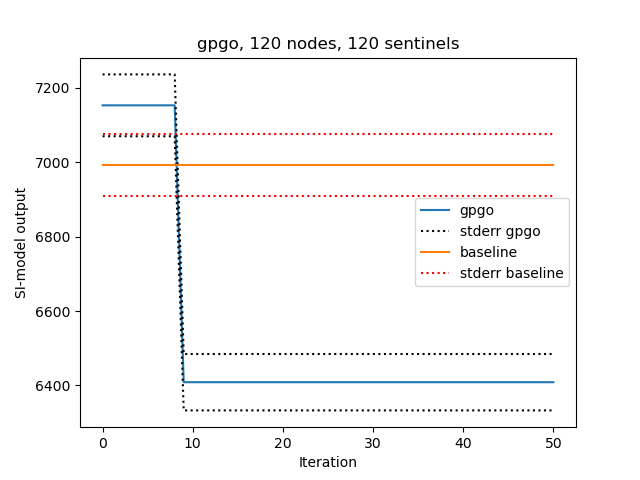 gpgo, 120 nodes, 120 sentinels
SI-model output
7200
7000
6800
6600
6400
gpgo
stderr gpgo
baseline
stderr baseline
0
10
20
30
40
50
Iteration